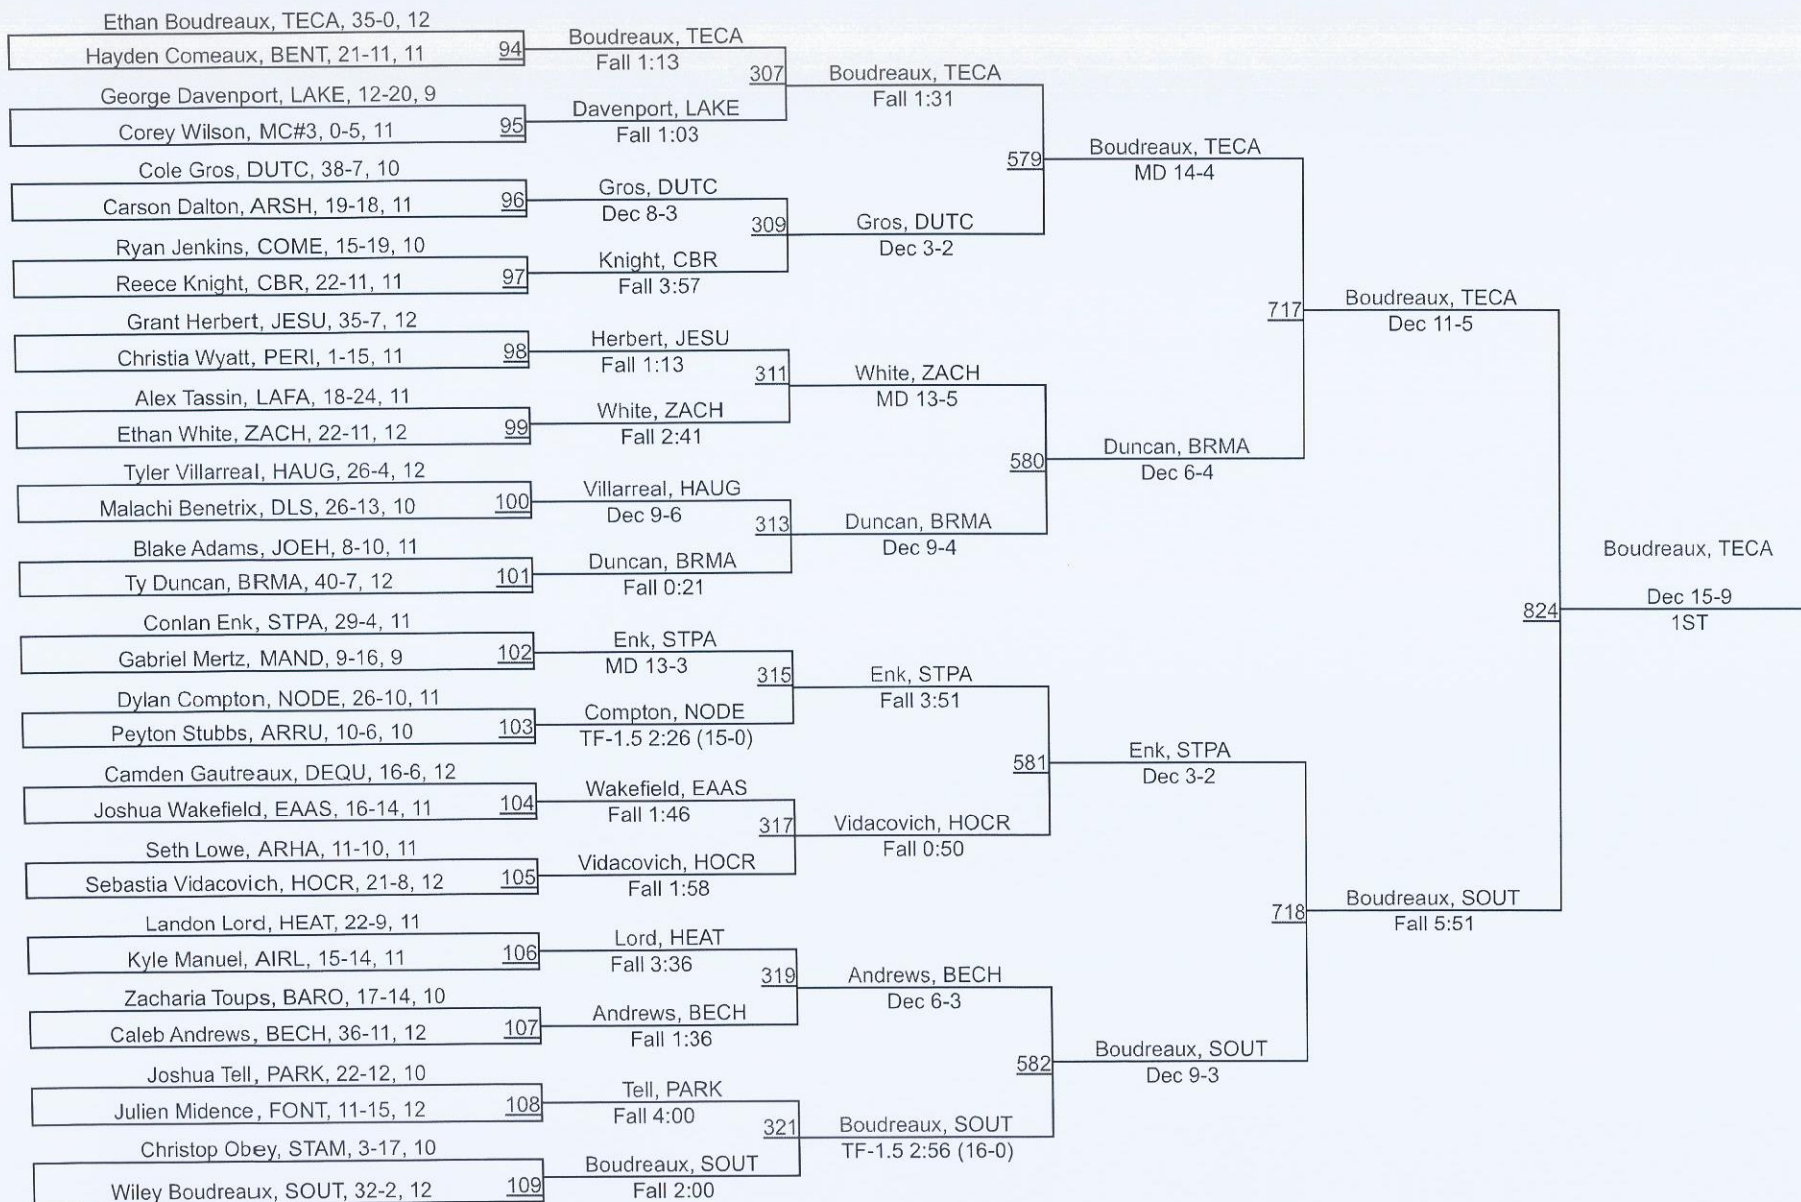 Ethan Boudreaux, TECA, 35-0, 12
Hayden Comeaux, BENT, 21-11, 11
94
George Davenport, LAKE, 12-20, 9
Corey Wilson, MC#3, 0-5, 11
95
Cole Gros, DUTC, 38-7, 10
Carson Dalton, ARSH, 19-18, 11
96
Ryan Jenkins, COME, 15-19, 10
Reece Knight, CBR, 22-11, 11
97
Grant Herbert, JESU, 35-7, 12
Christia Wyatt, PERI, 1-15, 11
98
Alex Tassin, LAFA, 18-24, 11
Ethan White, ZACH, 22-11, 12
99
Tyler Villarreal, HAUG, 26-4, 12
Malachi Benetrix, DLS, 26-13, 10
100
Blake Adams, JOEH, 8-10, 11
Ty Duncan, BRMA, 40-7, 12
101
Conlan Enk, STPA, 29-4, 11
Gabriel Mertz, MAND, 9-16, 9
102
Dylan Compton, NODE, 26-10, 11
Peyton Stubbs, ARRU, 10-6, 10
103
Camden Gautreaux, DEQU, 16-6, 12
Joshua Wakefield, EAAS, 16-14, 11
104
Seth Lowe, ARHA, 11-10, 11
Sebastia Vidacovich, HOCR, 21-8, 12
105
Landon Lord, HEAT, 22-9, 11
Kyle Manuel, AIRL, 15-14, 11
106
Zacharia Toups, BARO, 17-14, 10
Caleb Andrews, BECH, 36-11, 12
107
Joshua Tell, PARK, 22-12, 10
Julien Midence, FONT, 11-15, 12
108
Christop Obey, STAM, 3-17, 10
Wiley Boudreaux, SOUT, 32-2, 12
109
Boudreaux, TECA
Fall 1:13
307
Davenport, LAKE
Fall 1:03
Gros, DUTC
Dec 8-3
309
Knight, CBR
Fall 3:57
Herbert, JESU
Fall 1:13
311
White, ZACH
Fall 2:41
Villarreal, HAUG
Dec 9-6
313
Duncan, BRMA
Fall 0:21
Enk, STPA
MD 13-3
315
Compton, NODE
TF-1.5 2:26 (15-0)
Wakefield, EAAS
Fall 1:46
317
Vidacovich, HOCR
Fall 1:58
Lord, HEAT
Fall 3:36
319
Andrews, BECH
Fall 1:36
Tell, PARK
Fall 4:00
321
Boudreaux, SOUT
Fall 2:00
Boudreaux, TECA
Fall 1:31
579
Gros, DUTC
Dec 3-2
White, ZACH
MD 13-5
580
Duncan, BRMA
Dec 9-4
Enk, STPA
Fall 3:51
581
Vidacovich, HOCR
Fall 0:50
Andrews, BECH
Dec 6-3
582
Boudreaux, SOUT
TF-1.5 2:56 (16-0)
Boudreaux, TECA
MD 14-4
717
Duncan, BRMA
Dec 6-4
Enk, STPA
Dec 3-2
718
Boudreaux, SOUT
Dec 9-3
Boudreaux, TECA
Dec 11-5
824
Boudreaux, SOUT
Fall 5:51
Boudreaux, TECA
Dec 15-9
1ST